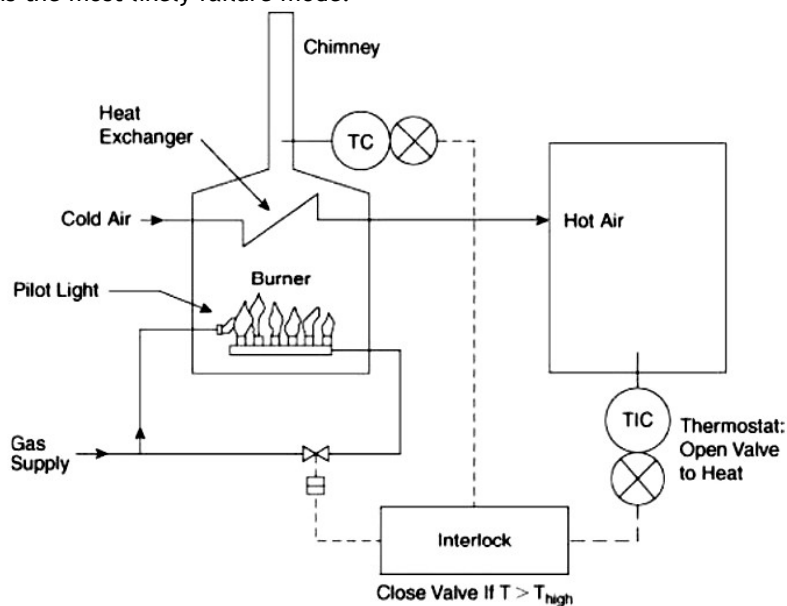 is the most likely failure mode.
Chimney
Heat
Exchanger
TC
Cold Air
Hot Air
Burner
Pilot Light
TIC
Thermostat:
Open Valve
to Heat
Gas
Supply
Interlock
Close Valve If T > Thigh